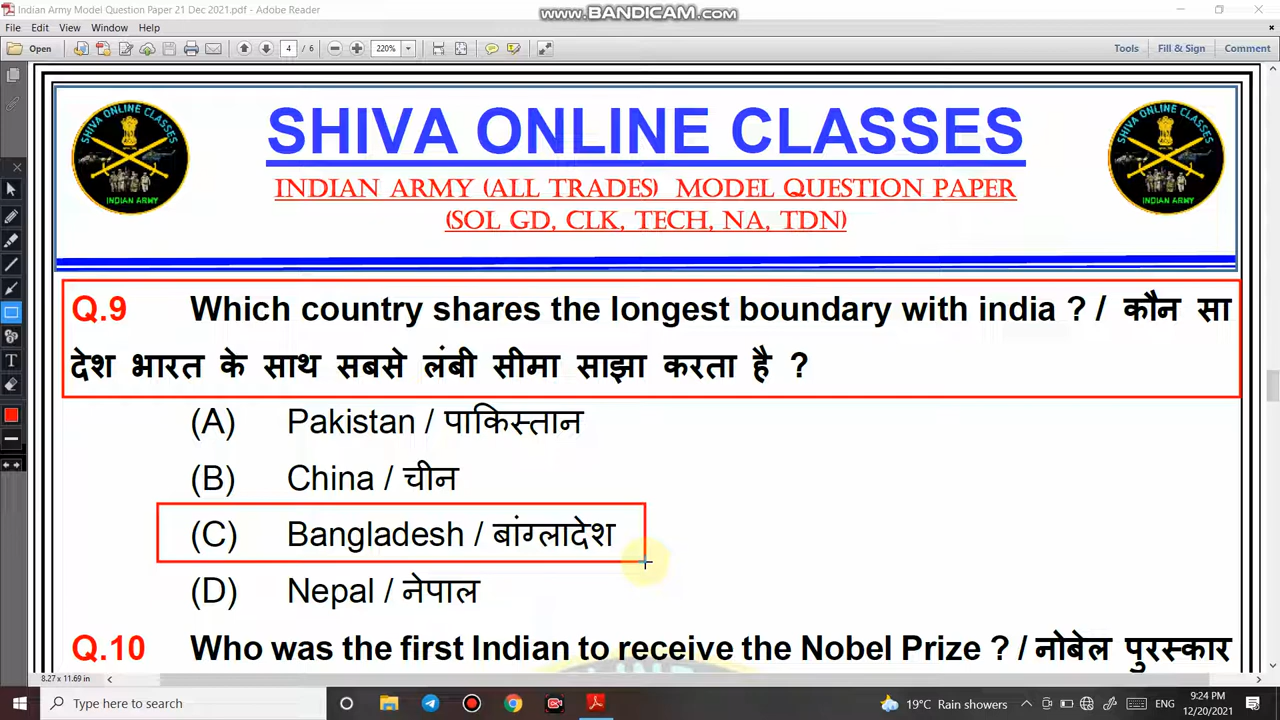 Indian Army Model Question Paper 21 Dec 2021.pdf - Adobe Reader
www.BANDICAM.com
File Edit View Window Help
Open 4 / 6 220% Tools Fill & Sign Comment
SHIVA ONLINE CLASSES
INDIAN ARMY (ALL TRADES) MODEL QUESTION PAPER
(SOL GD, CLK, TECH, NA, TDN)
SHIVA ONLINE CLASSES
INDIAN ARMY
SHIVA ONLINE CLASSES
INDIAN ARMY
Q.9 Which country shares the longest boundary with india ? / कौन सा
देश भारत के साथ सबसे लंबी सीमा साझा करता है ?
(A) Pakistan / पाकिस्तान
(B) China / चीन
(C) Bangladesh / बांग्लादेश
(D) Nepal / नेपाल
Q.10 Who was the first Indian to receive the Nobel Prize ? / नोबेल पुरस्कार
8.27 x 11.69 in
Type here to search
19°C Rain showers
ENG
9:24 PM
12/20/2021